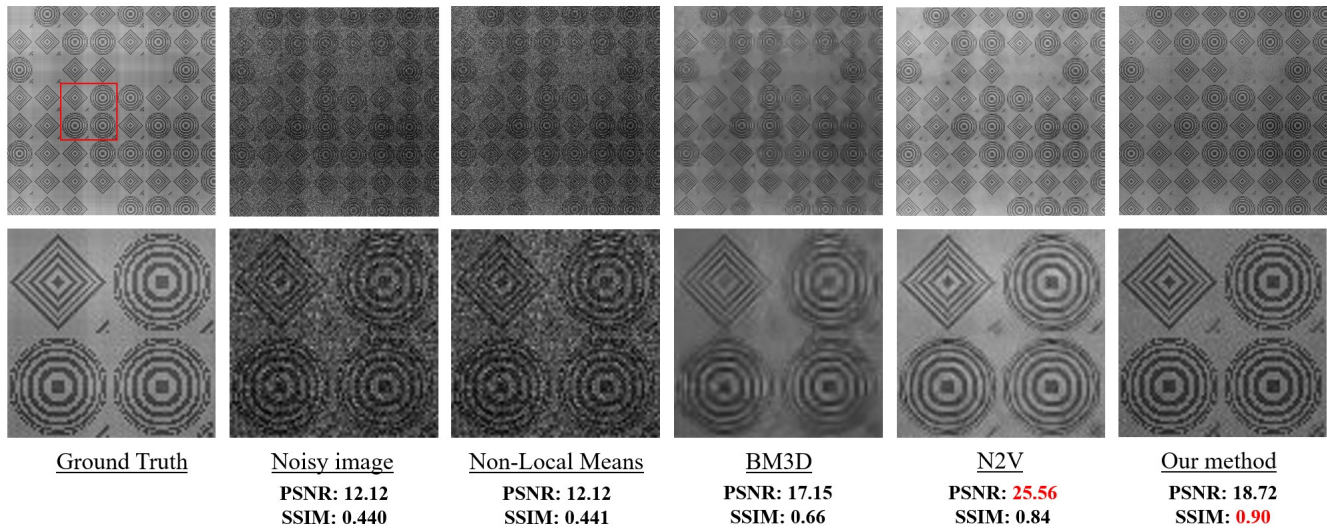 Ground Truth
Noisy image
PSNR: 12.12
SSIM: 0.440
Non-Local Means
PSNR: 12.12
SSIM: 0.441
BM3D
PSNR: 17.15
SSIM: 0.66
N2V
PSNR: 25.56
SSIM: 0.84
Our method
PSNR: 18.72
SSIM: 0.90